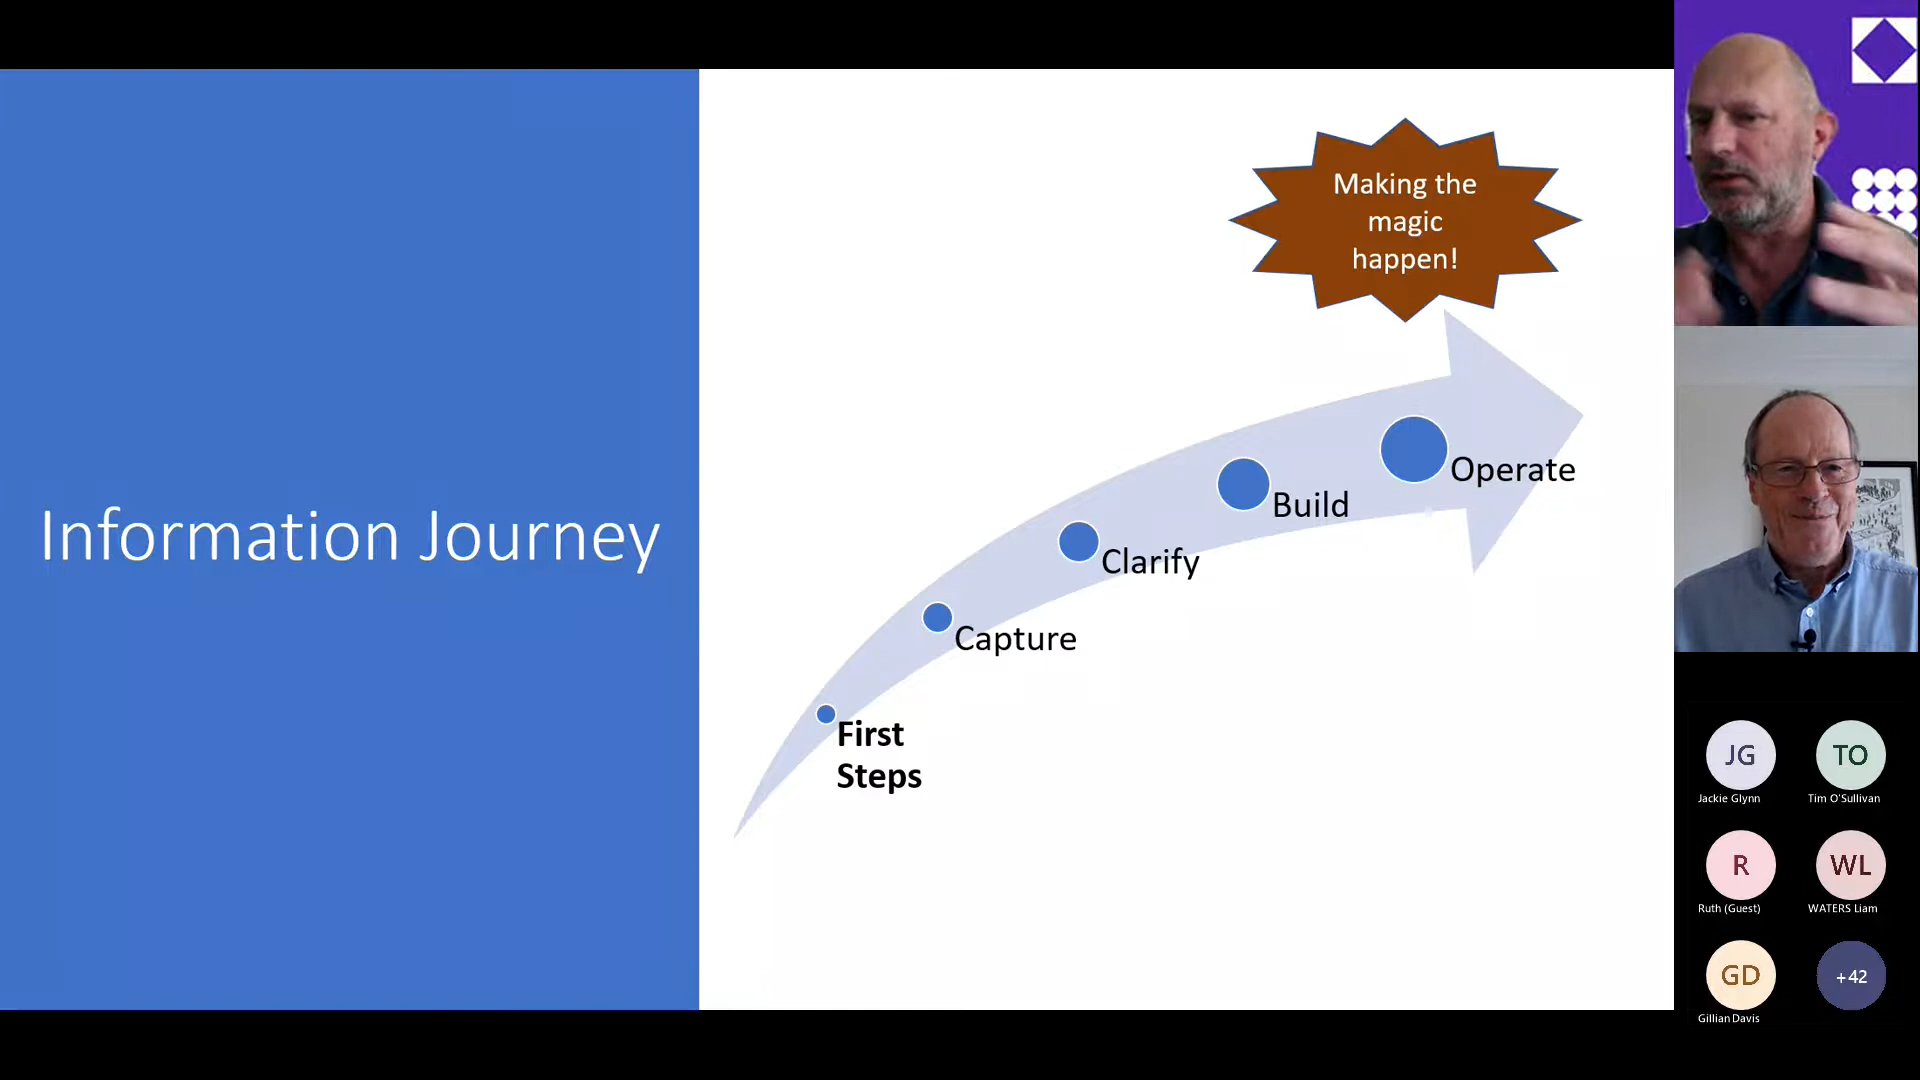 Information Journey
Making the
magic
happen!
Operate
Build
Clarify
Capture
First
Steps
JG
Jackie Glynn
TO
Tim O'Sullivan
R
Ruth (Guest)
WL
WATERS Liam
GD
Gillian Davis
+42